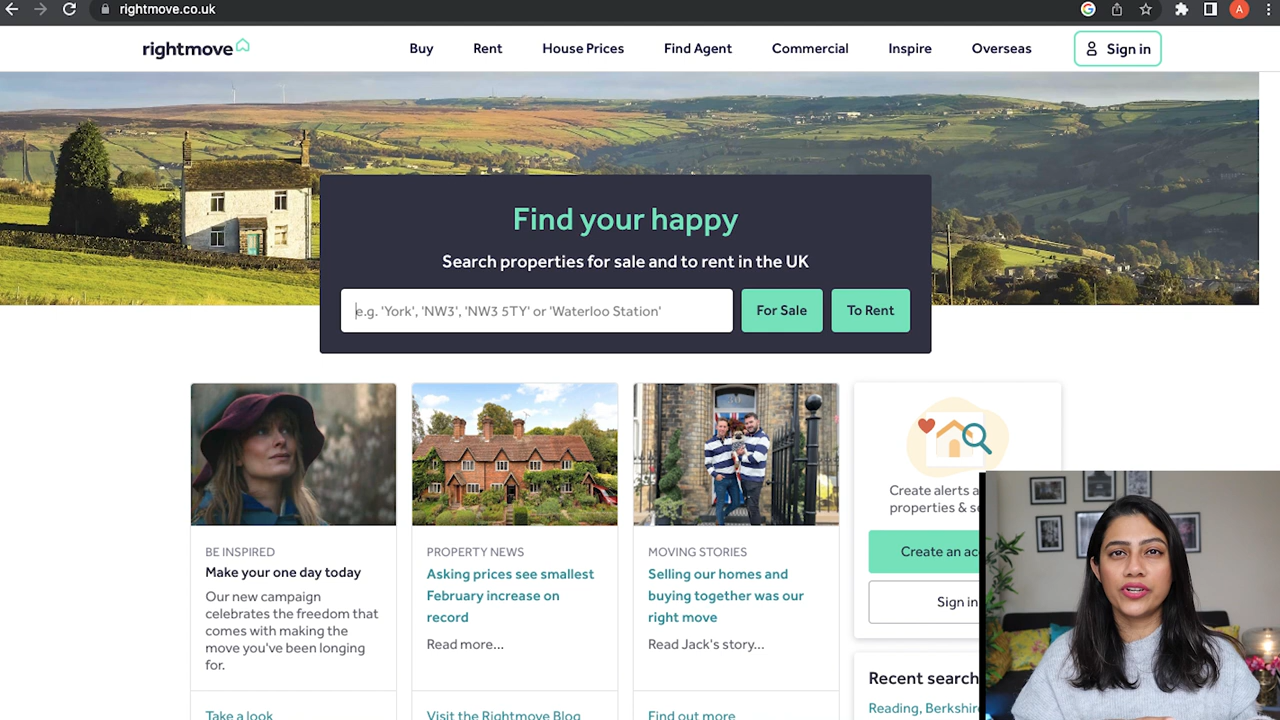 rightmove.co.uk
A
rightmove
Buy
Rent
House Prices
Find Agent
Commercial
Inspire
Overseas
Sign in
Find your happy
Search properties for sale and to rent in the UK
e.g. 'York', 'NW3', 'NW3 5TY' or 'Waterloo Station'
For Sale
To Rent
BE INSPIRED
Make your one day today
Our new campaign
celebrates the freedom that
comes with making the
move you've been longing
for.
Take a look
PROPERTY NEWS
Asking prices see smallest
February increase on
record
Read more...
Visit the Rightmove Blog
MOVING STORIES
Selling our homes and
buying together was our
right move
Read Jack's story...
Find out more
Create alerts a
properties & s
Create an ac
Sign in
Recent search
Reading, Berkshir